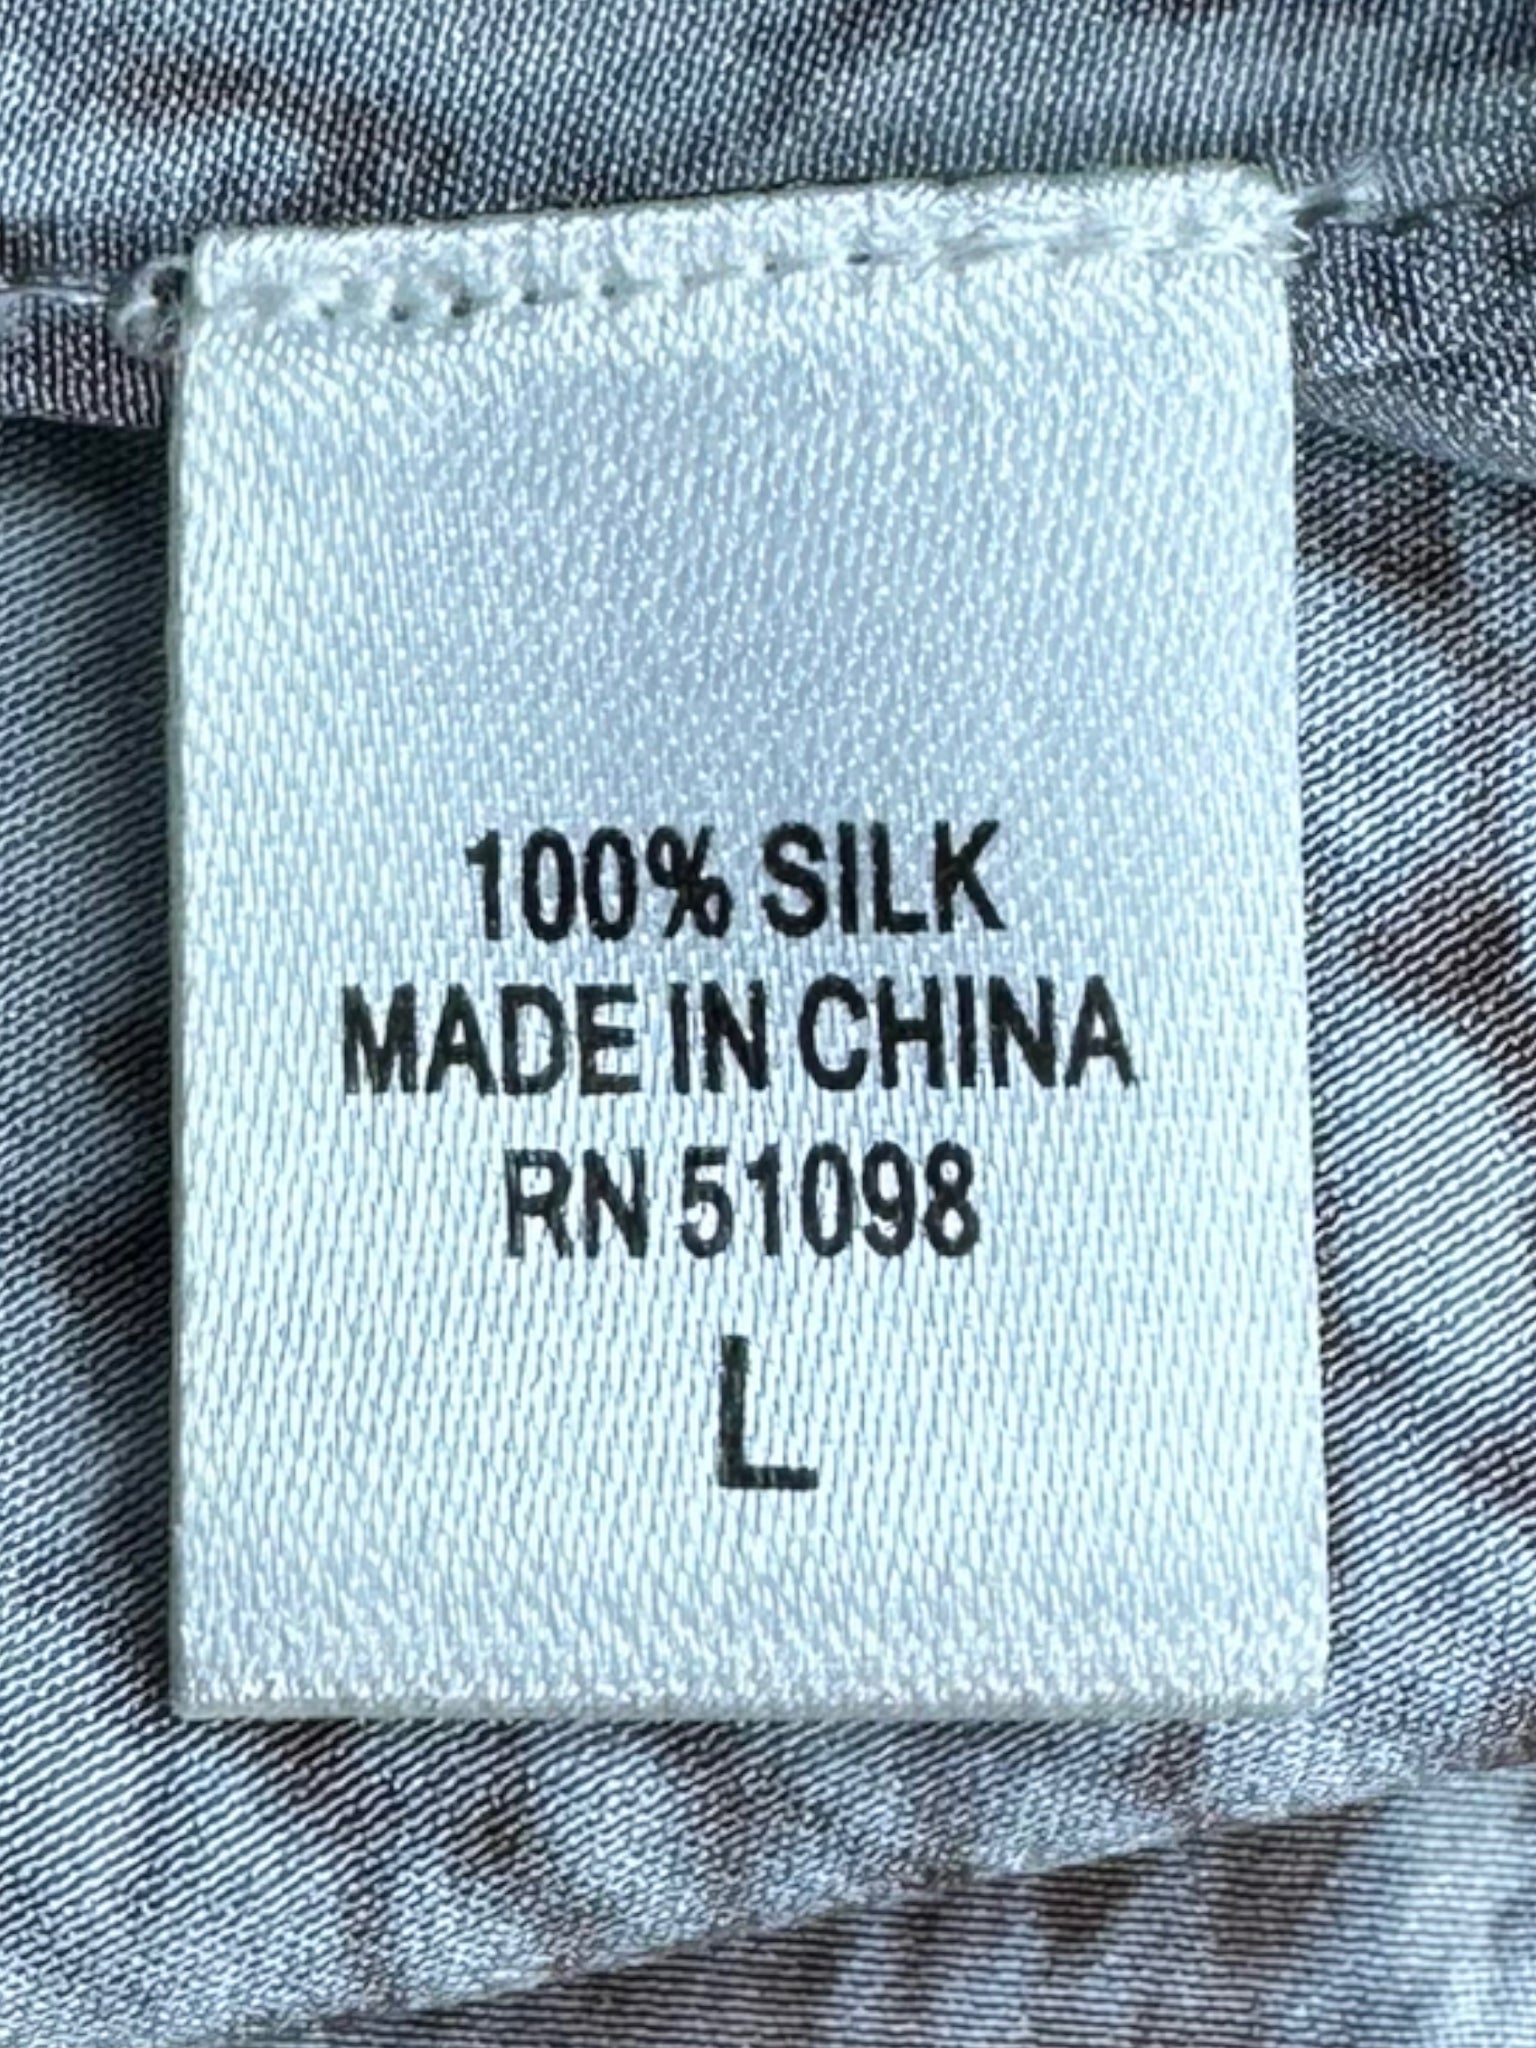 100% SILK
MADE IN CHINA
RN 51098
L